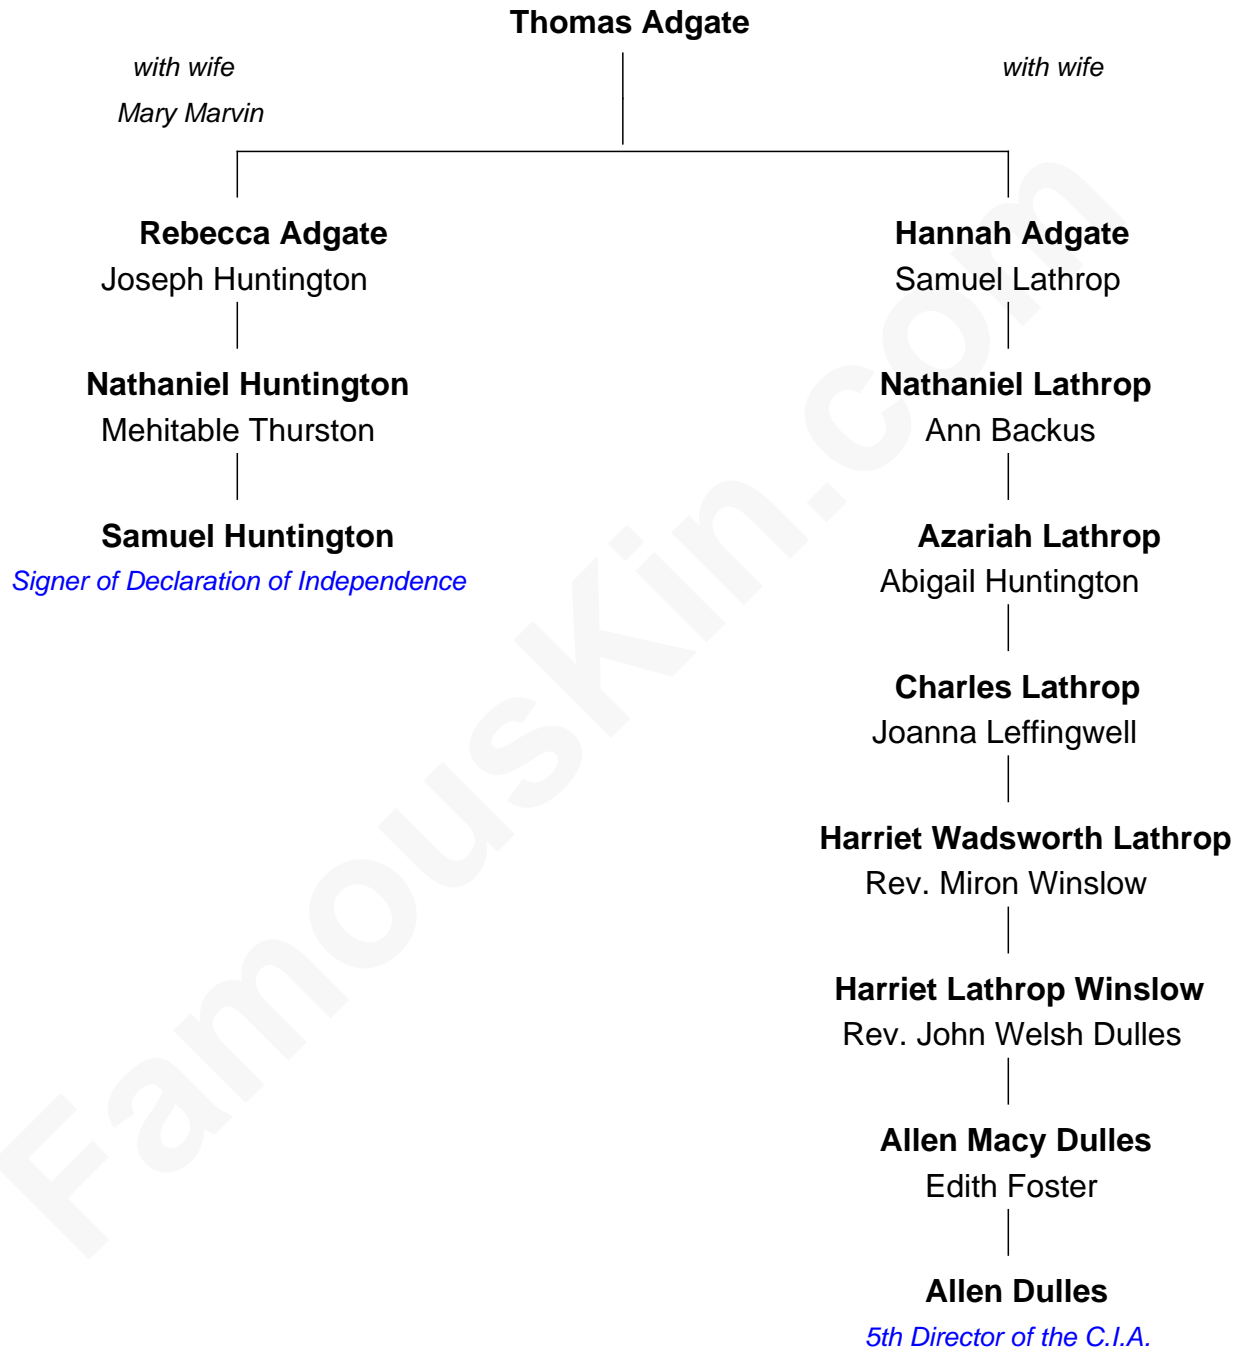 Thomas Adgate
with wife
Mary Marvin
with wife
Rebecca Adgate
Joseph Huntington
Nathaniel Huntington
Mehitable Thurston
Samuel Huntington
Signer of Declaration of Independence
Hannah Adgate
Samuel Lathrop
Nathaniel Lathrop
Ann Backus
Azariah Lathrop
Abigail Huntington
Charles Lathrop
Joanna Leffingwell
Harriet Wadsworth Lathrop
Rev. Miron Winslow
Harriet Lathrop Winslow
Rev. John Welsh Dulles
Allen Macy Dulles
Edith Foster
Allen Dulles
5th Director of the C.I.A.
FamousKin.com